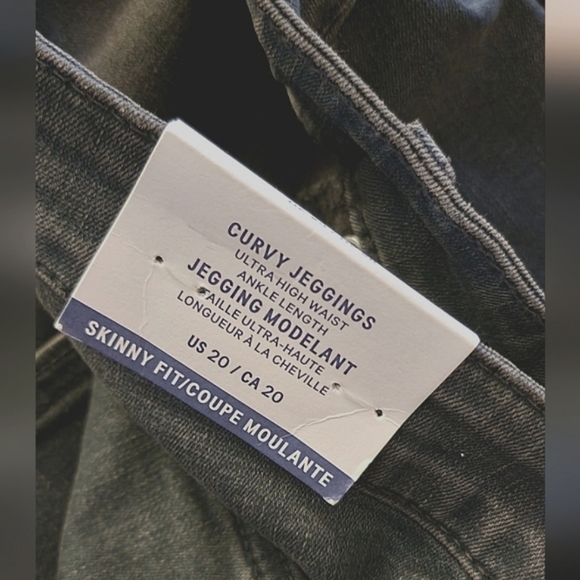 CURVY JEGGINGS
ULTRA HIGH WAIST
ANKLE LENGTH
JEGGING MODELANT
TAILLE ULTRA-HAUTE
LONGUEUR À LA CHEVILLE
US 20 / CA 20
SKINNY FIT/COUPE MOULANTE